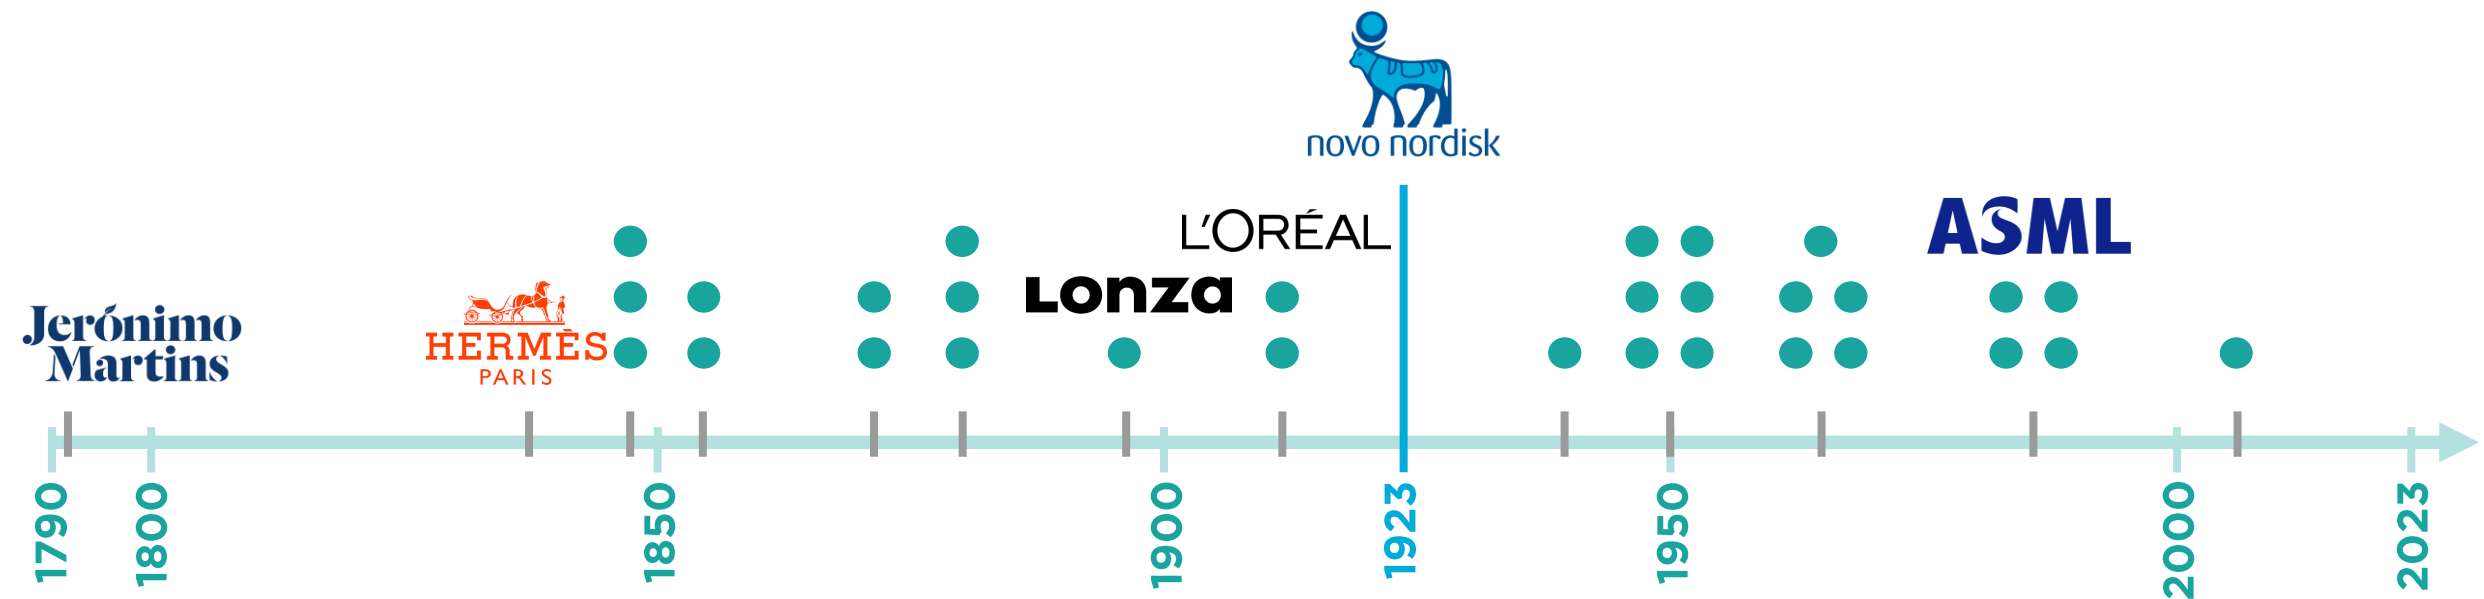 novo nordisk
L'ORÉAL
ASML
Lonza
Jerónimo
Martins
HERMÈS
PARIS
1790
1800
1850
1900
1923
1950
2000
2023